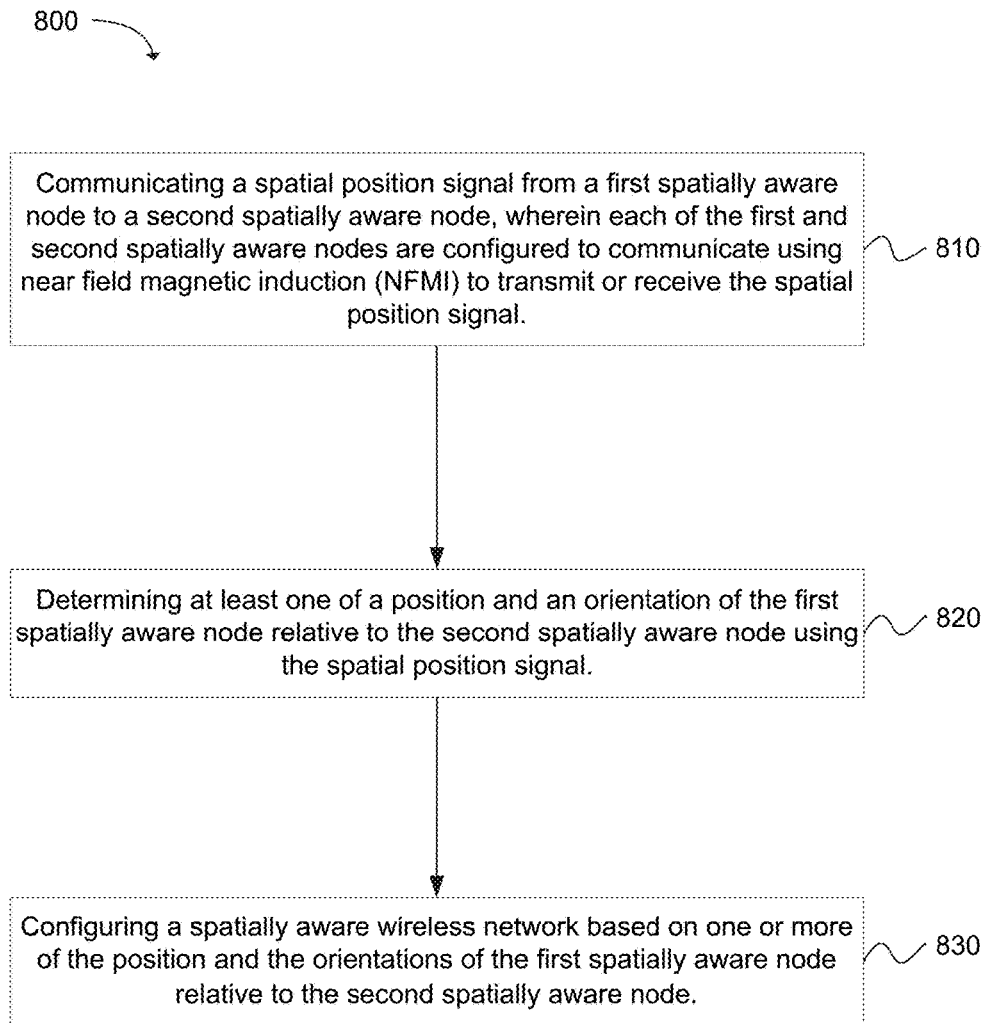 800
Communicating a spatial position signal from a first spatially aware
node to a second spatially aware node, wherein each of the first and
second spatially aware nodes are configured to communicate using
near field magnetic induction (NFMI) to transmit or receive the spatial
position signal.
810
Determining at least one of a position and an orientation of the first
spatially aware node relative to the second spatially aware node using
the spatial position signal.
820
Configuring a spatially aware wireless network based on one or more
of the position and the orientations of the first spatially aware node
relative to the second spatially aware node.
830